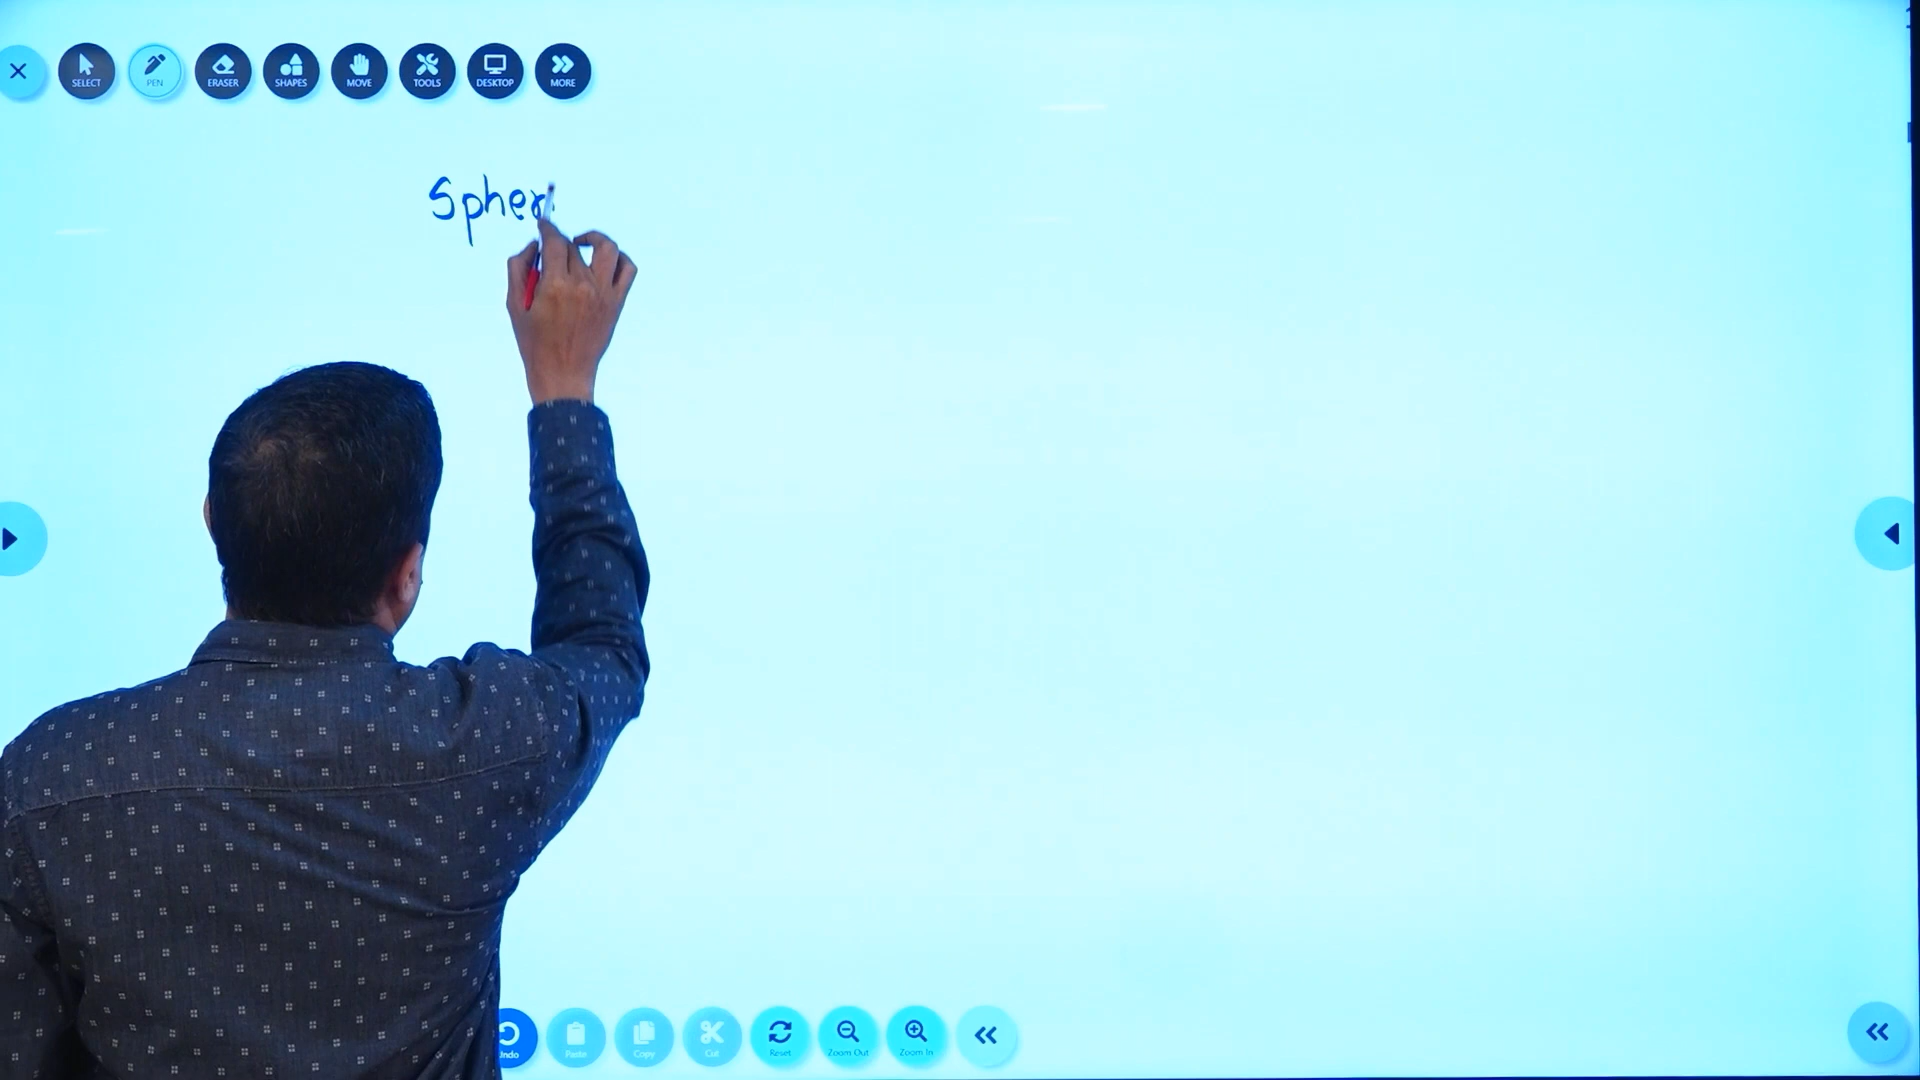 SELECT PEN ERASER SHAPES MOVE TOOLS DESKTOP MORE
Spher
Undo Paste Copy Cut Reset Zoom Out Zoom In